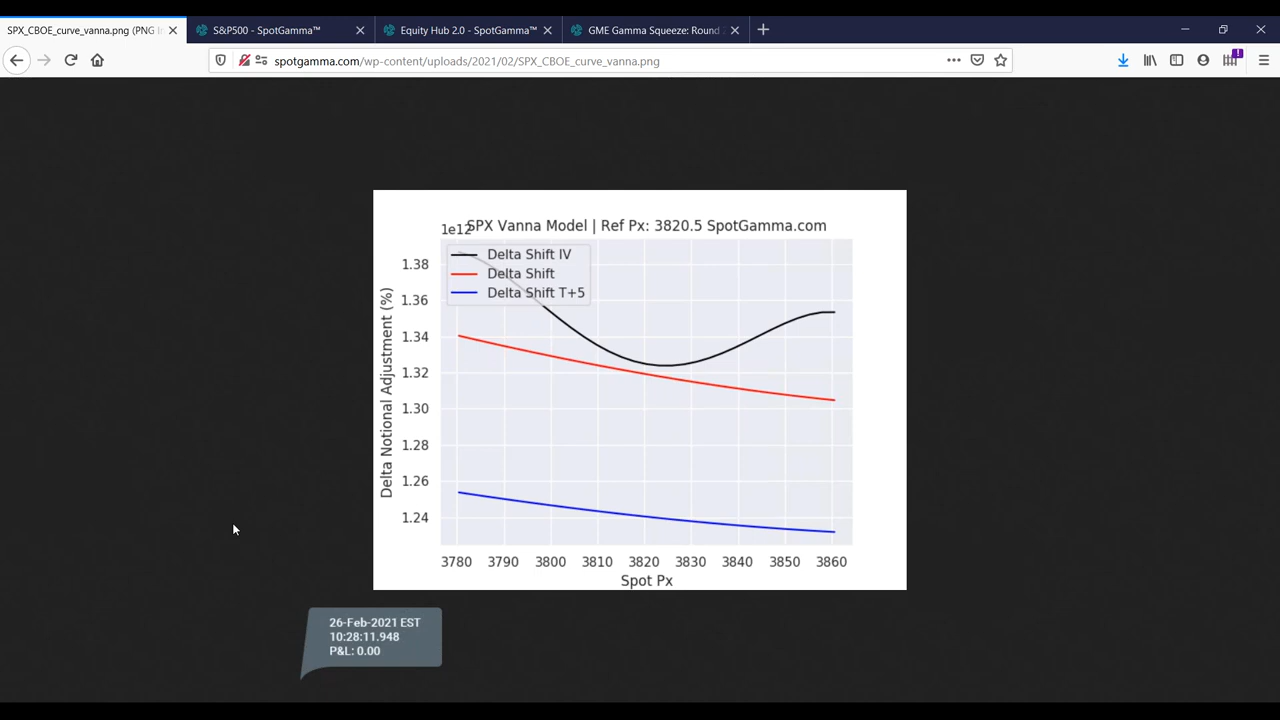 SPX_CBOE_curve_vanna.png (PNG I
S&P500 - SpotGamma™
Equity Hub 2.0 - SpotGamma™
GME Gamma Squeeze: Round
spotgamma.com/wp-content/uploads/2021/02/SPX_CBOE_curve_vanna.png
1e12
SPX Vanna Model | Ref Px: 3820.5 SpotGamma.com
Delta Shift IV
Delta Shift
Delta Shift T+5
1.38
1.36
1.34
1.32
1.30
1.28
1.26
1.24
Delta Notional Adjustment (%)
3780 3790 3800 3810 3820 3830 3840 3850 3860
Spot Px
26-Feb-2021 EST
10:28:11.948
P&L: 0.00